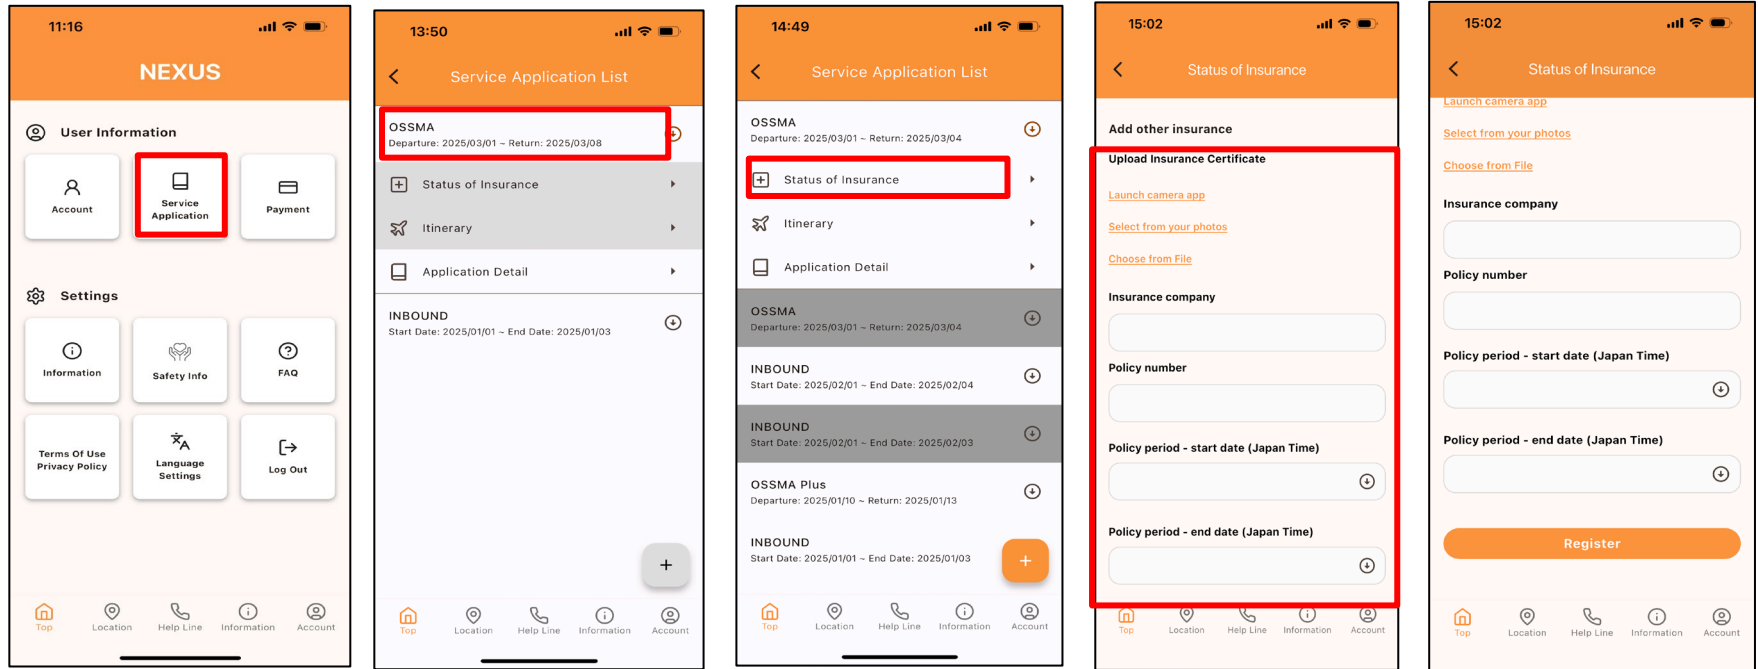 11:16
NEXUS
User Information
Account
Service
Application
Payment
Settings
Information
Safety Info
FAQ
Terms Of Use
Privacy Policy
Language
Settings
Log Out
Top
Location
Help Line
Information
Account
13:50
Service Application List
OSSMA
Departure: 2025/03/01 ~ Return: 2025/03/08
Status of Insurance
Itinerary
Application Detail
INBOUND
Start Date: 2025/01/01 ~ End Date: 2025/01/03
+
Top
Location
Help Line
Information
Account
14:49
Service Application List
OSSMA
Departure: 2025/03/01 ~ Return: 2025/03/04
Status of Insurance
Itinerary
Application Detail
OSSMA
Departure: 2025/03/01 ~ Return: 2025/03/04
INBOUND
Start Date: 2025/02/01 ~ End Date: 2025/02/04
INBOUND
Start Date: 2025/02/01 ~ End Date: 2025/02/03
OSSMA Plus
Departure: 2025/01/10 ~ Return: 2025/01/13
INBOUND
Start Date: 2025/01/01 ~ End Date: 2025/01/03
+
Top
Location
Help Line
Information
Account
15:02
Status of Insurance
Add other insurance
Upload Insurance Certificate
Launch camera app
Select from your photos
Choose from File
Insurance company
Policy number
Policy period - start date (Japan Time)
Policy period - end date (Japan Time)
Top
Location
Help Line
Information
Account
15:02
Status of Insurance
Launch camera app
Select from your photos
Choose from File
Insurance company
Policy number
Policy period - start date (Japan Time)
Policy period - end date (Japan Time)
Register
Top
Location
Help Line
Information
Account